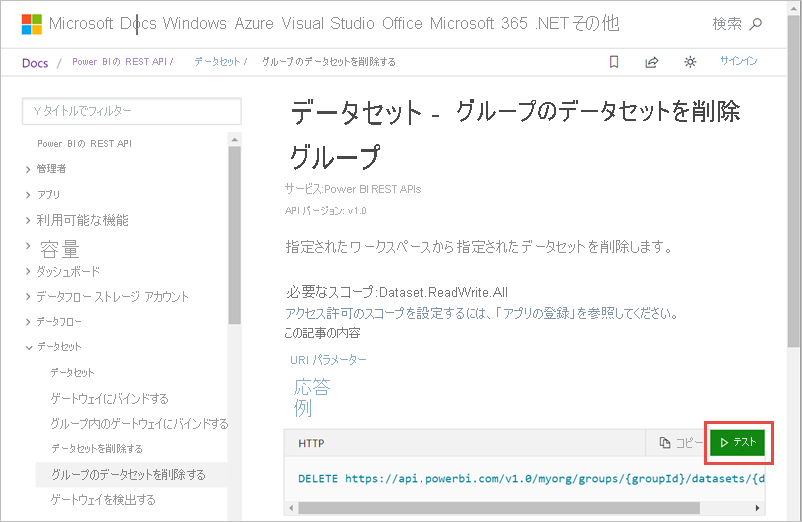 Microsoft Docs Windows Azure Visual Studio Office Microsoft 365 .NET その他 検索
Docs / Power BI の REST API / データセット / グループのデータセットを削除する サインイン
Y タイトルでフィルター
Power BI の REST API
管理者
アプリ
利用可能な機能
容量
ダッシュボード
データフロー ストレージ アカウント
データフロー
データセット
データセット
ゲートウェイにバインドする
グループ内のゲートウェイにバインドする
データセットを削除する
グループのデータセットを削除する
ゲートウェイを検出する
データセット - グループのデータセットを削除
グループ
サービス:Power BI REST APIs
API バージョン: v1.0
指定されたワークスペースから指定されたデータセットを削除します。
必要なスコープ:Dataset.ReadWrite.All
アクセス許可のスコープを設定するには、「アプリの登録」を参照してください。
この記事の内容
URI パラメーター
応答
例
HTTP コピー テスト
DELETE https://api.powerbi.com/v1.0/myorg/groups/{groupId}/datasets/{d